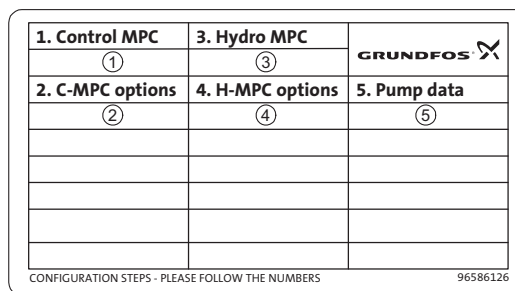 1. Control MPC 3. Hydro MPC
GRUNDFOS
① ③
2. C-MPC options 4. H-MPC options 5. Pump data
② ④ ⑤
CONFIGURATION STEPS - PLEASE FOLLOW THE NUMBERS 96586126